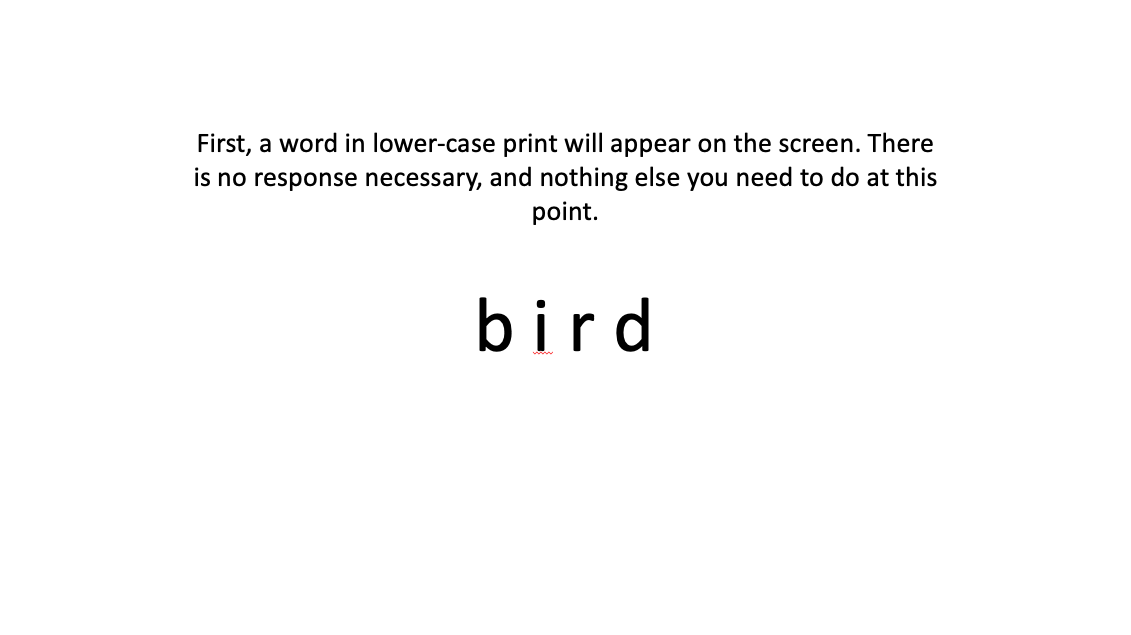 First, a word in lower-case print will appear on the screen. There
is no response necessary, and nothing else you need to do at this
point.
b i r d